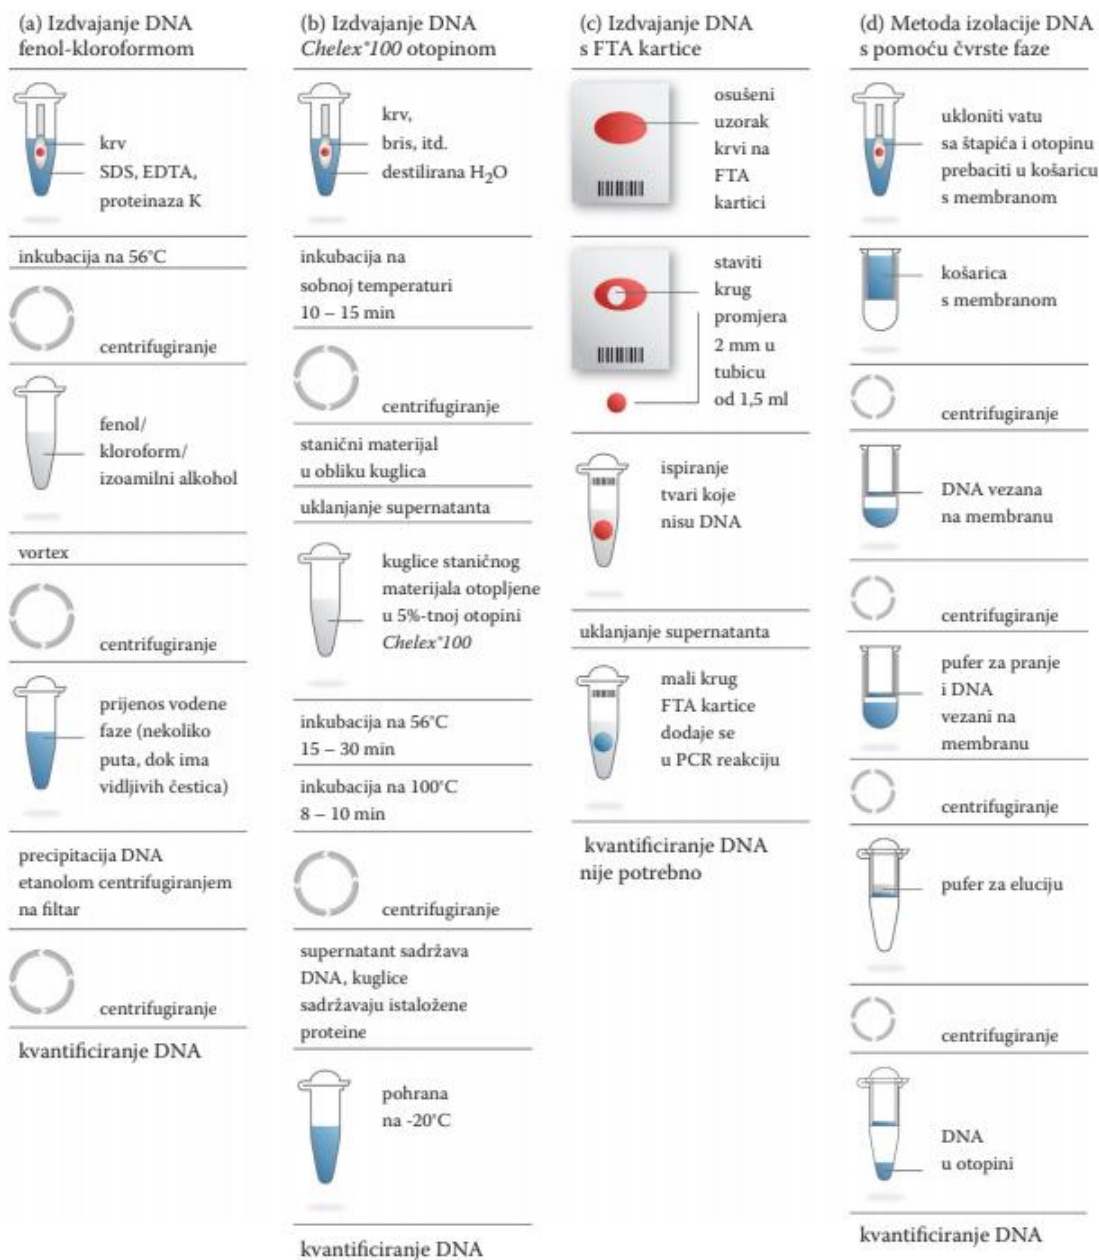 (a) Izdvajanje DNA
fenol-kloroformom
krv
SDS, EDTA,
proteinaza K
inkubacija na 56°C
centrifugiranje
fenol/
kloroform/
izoamilni alkohol
vortex
centrifugiranje
prijenos vodene
faze (nekoliko
puta, dok ima
vidljivih čestica)
precipitacija DNA
etanolom centrifugiranjem
na filtar
centrifugiranje
kvantificiranje DNA
(b) Izdvajanje DNA
Chelex®100 otopinom
krv,
bris, itd.
destilirana H₂O
inkubacija na
sobnoj temperaturi
10 – 15 min
centrifugiranje
stanični materijal
u obliku kuglica
uklanjanje supernatanta
kuglice staničnog
materijala otopljene
u 5%-tnoj otopini
Chelex®100
inkubacija na 56°C
15 – 30 min
inkubacija na 100°C
8 – 10 min
centrifugiranje
supernatant sadržava
DNA, kuglice
sadržavaju istaložene
proteine
pohrana
na -20°C
kvantificiranje DNA
(c) Izdvajanje DNA
s FTA kartice
osušeni
uzorak
krvi na
FTA
kartici
staviti
krug
promjera
2 mm u
tubicu
od 1,5 ml
ispiranje
tvari koje
nisu DNA
uklanjanje supernatanta
mali krug
FTA kartice
dodaje se
u PCR reakciju
kvantificiranje DNA
nije potrebno
(d) Metoda izolacije DNA
s pomoću čvrste faze
ukloniti vatu
sa štapića i otopinu
prebaciti u košaricu
s membranom
košarica
s membranom
centrifugiranje
DNA vezana
na membranu
centrifugiranje
pufer za pranje
i DNA
vezani na
membranu
centrifugiranje
pufer za eluciju
centrifugiranje
DNA
u otopini
kvantificiranje DNA